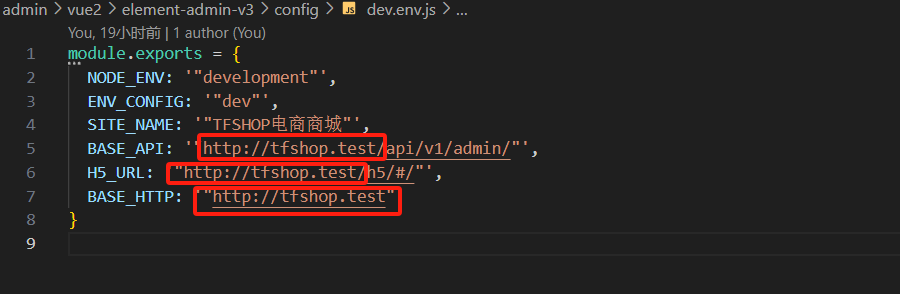 admin > vue2 > element-admin-v3 > config > JS dev.env.js > ...
You, 19小时前 | 1 author (You)
1 module.exports = {
2 NODE_ENV: '"development"',
3 ENV_CONFIG: '"dev"',
4 SITE_NAME: '"TFSHOP电商商城"',
5 BASE_API: '"http://tfshop.test/api/v1/admin/"',
6 H5_URL: '"http://tfshop.test/h5/#/"',
7 BASE_HTTP: '"http://tfshop.test"
8 }
9